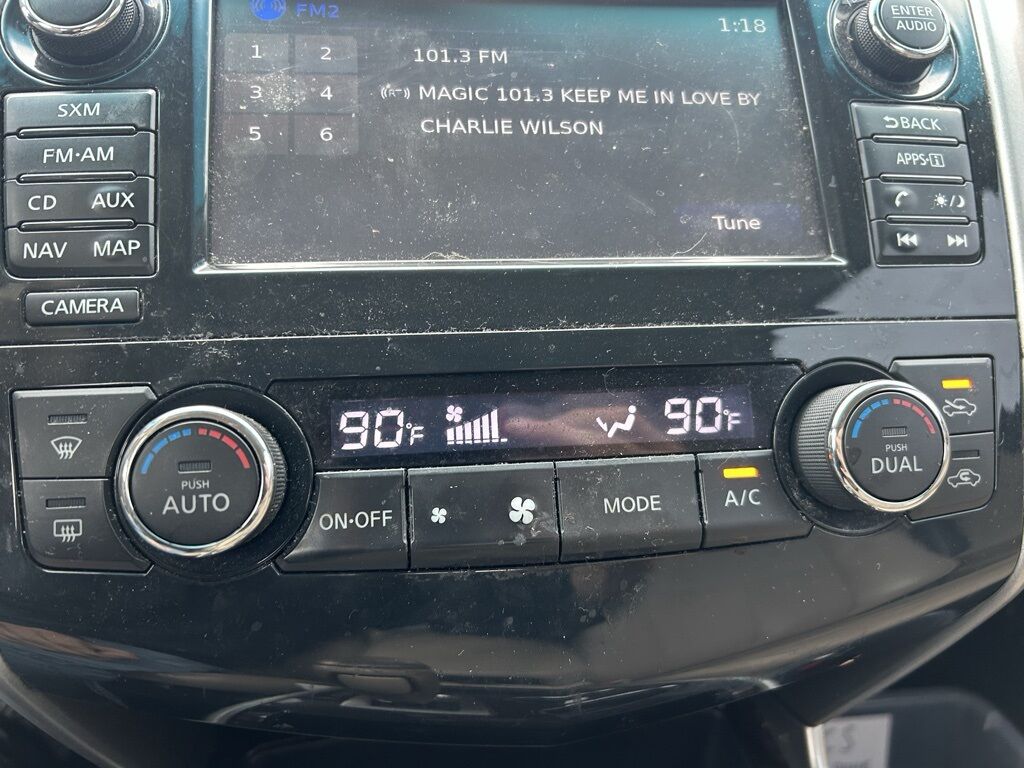 FM2
1:18
ENTER
AUDIO
1 2
101.3 FM
3 4
MAGIC 101.3 KEEP ME IN LOVE BY
CHARLIE WILSON
5 6
Tune
SXM
FM·AM
CD AUX
NAV MAP
CAMERA
BACK
APPS·i
90°F
90°F
PUSH
AUTO
ON·OFF
MODE
A/C
PUSH
DUAL